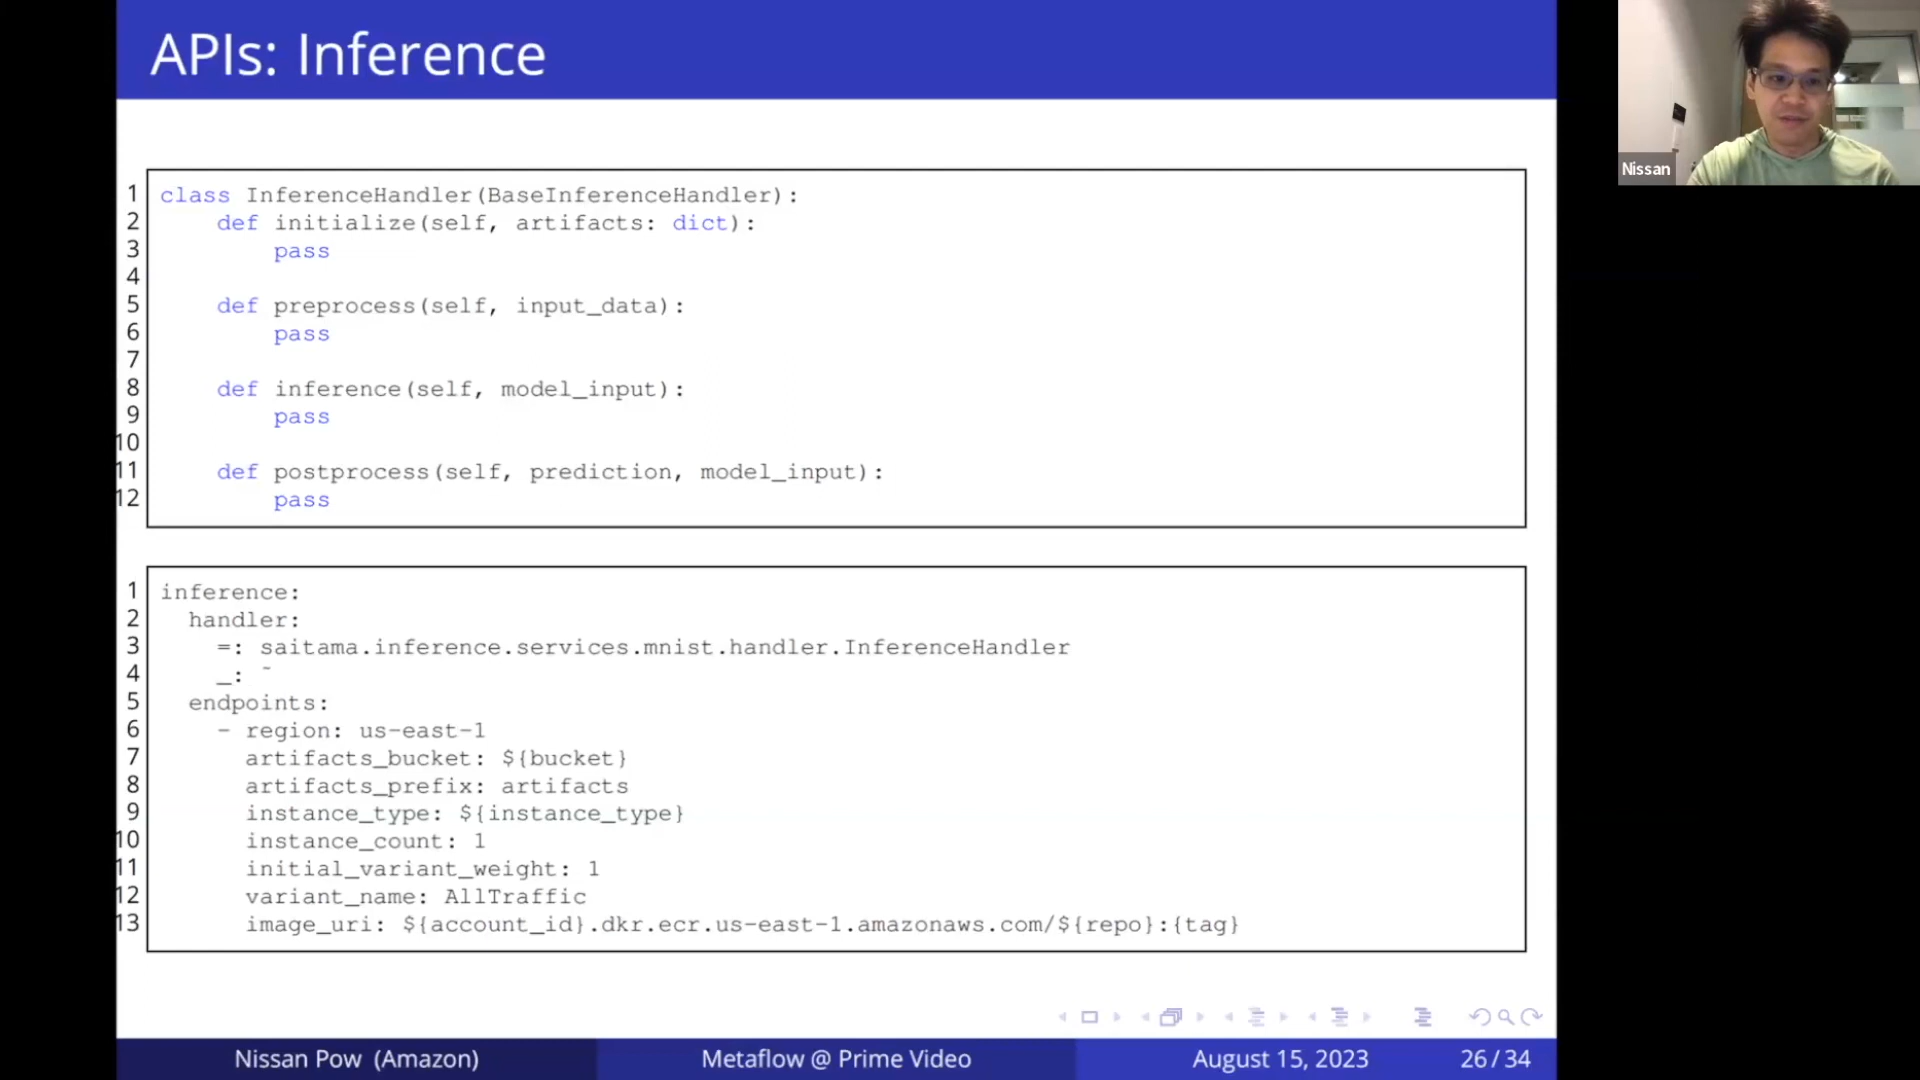 APIs: Inference
Nissan
1 class InferenceHandler(BaseInferenceHandler):
2     def initialize(self, artifacts: dict):
3         pass
4
5     def preprocess(self, input_data):
6         pass
7
8     def inference(self, model_input):
9         pass
10
11     def postprocess(self, prediction, model_input):
12         pass
1 inference:
2   handler:
3     =: saitama.inference.services.mnist.handler.InferenceHandler
4     _: ~
5   endpoints:
6     - region: us-east-1
7       artifacts_bucket: ${bucket}
8       artifacts_prefix: artifacts
9       instance_type: ${instance_type}
10       instance_count: 1
11       initial_variant_weight: 1
12       variant_name: AllTraffic
13       image_uri: ${account_id}.dkr.ecr.us-east-1.amazonaws.com/${repo}:{tag}
Nissan Pow (Amazon) Metaflow @ Prime Video August 15, 2023 26 / 34